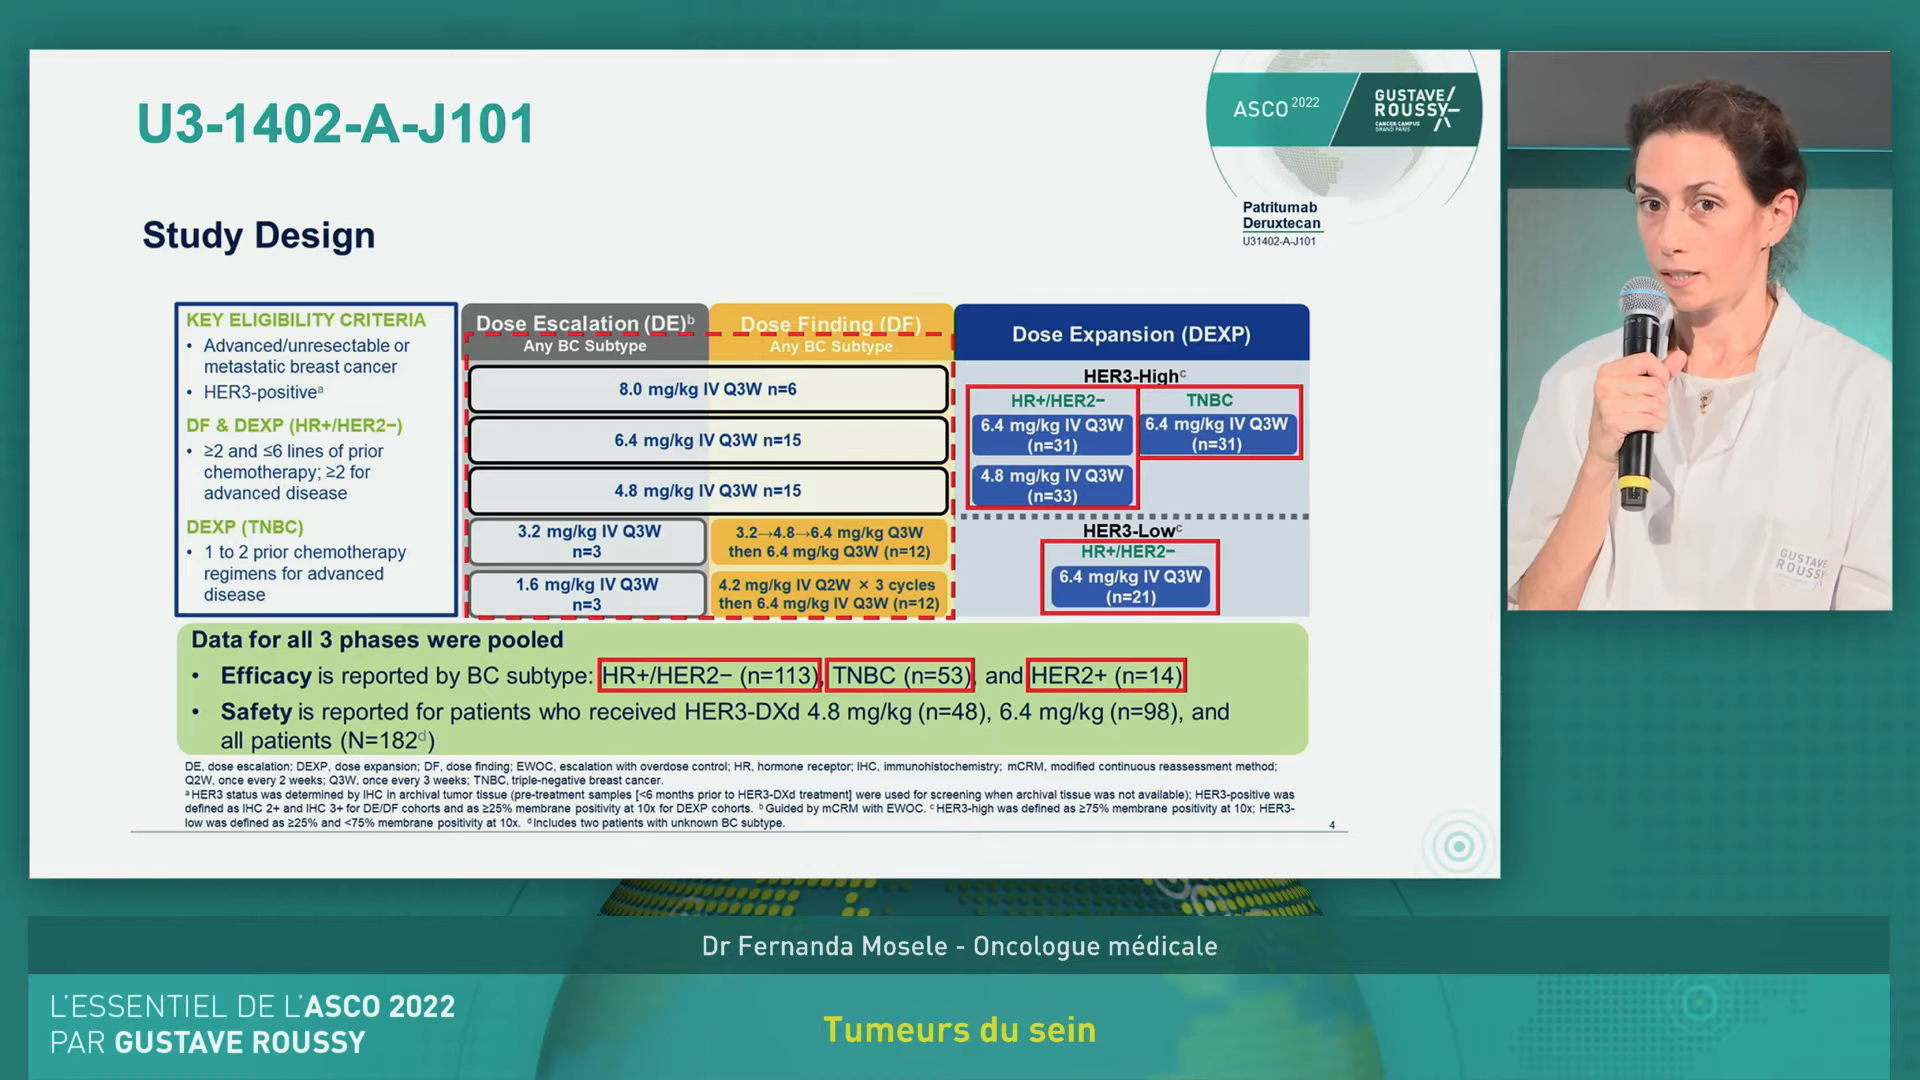 U3-1402-A-J101
ASCO 2022
GUSTAVE/
ROUSSY
CANCER CAMPUS
GRAND PARIS
Patritumab
Deruxtecan
U31402-A-J101
Study Design
KEY ELIGIBILITY CRITERIA
• Advanced/unresectable or
metastatic breast cancer
• HER3-positiveª
DF & DEXP (HR+/HER2−)
• ≥2 and ≤6 lines of prior
chemotherapy; ≥2 for
advanced disease
DEXP (TNBC)
• 1 to 2 prior chemotherapy
regimens for advanced
disease
Dose Escalation (DE)ᵇ
Any BC Subtype
Dose Finding (DF)
Any BC Subtype
8.0 mg/kg IV Q3W n=6
6.4 mg/kg IV Q3W n=15
4.8 mg/kg IV Q3W n=15
3.2 mg/kg IV Q3W
n=3
3.2→4.8→6.4 mg/kg Q3W
then 6.4 mg/kg Q3W (n=12)
1.6 mg/kg IV Q3W
n=3
4.2 mg/kg IV Q2W × 3 cycles
then 6.4 mg/kg IV Q3W (n=12)
Dose Expansion (DEXP)
HER3-Highᶜ
HR+/HER2−
6.4 mg/kg IV Q3W
(n=31)
4.8 mg/kg IV Q3W
(n=33)
TNBC
6.4 mg/kg IV Q3W
(n=31)
HER3-Lowᶜ
HR+/HER2−
6.4 mg/kg IV Q3W
(n=21)
Data for all 3 phases were pooled
• Efficacy is reported by BC subtype: HR+/HER2− (n=113), TNBC (n=53), and HER2+ (n=14)
• Safety is reported for patients who received HER3-DXd 4.8 mg/kg (n=48), 6.4 mg/kg (n=98), and
all patients (N=182ᵈ)
DE, dose escalation; DEXP, dose expansion; DF, dose finding; EWOC, escalation with overdose control; HR, hormone receptor; IHC, immunohistochemistry; mCRM, modified continuous reassessment method;
Q2W, once every 2 weeks; Q3W, once every 3 weeks; TNBC, triple-negative breast cancer.
ª HER3 status was determined by IHC in archival tumor tissue (pre-treatment samples [<6 months prior to HER3-DXd treatment] were used for screening when archival tissue was not available); HER3-positive was
defined as IHC 2+ and IHC 3+ for DE/DF cohorts and as ≥25% membrane positivity at 10x for DEXP cohorts. ᵇ Guided by mCRM with EWOC. ᶜ HER3-high was defined as ≥75% membrane positivity at 10x; HER3-
low was defined as ≥25% and <75% membrane positivity at 10x. ᵈ Includes two patients with unknown BC subtype.
4
GUSTAVE
ROUSSY
Dr Fernanda Mosele - Oncologue médicale
L'ESSENTIEL DE L'ASCO 2022
PAR GUSTAVE ROUSSY
Tumeurs du sein